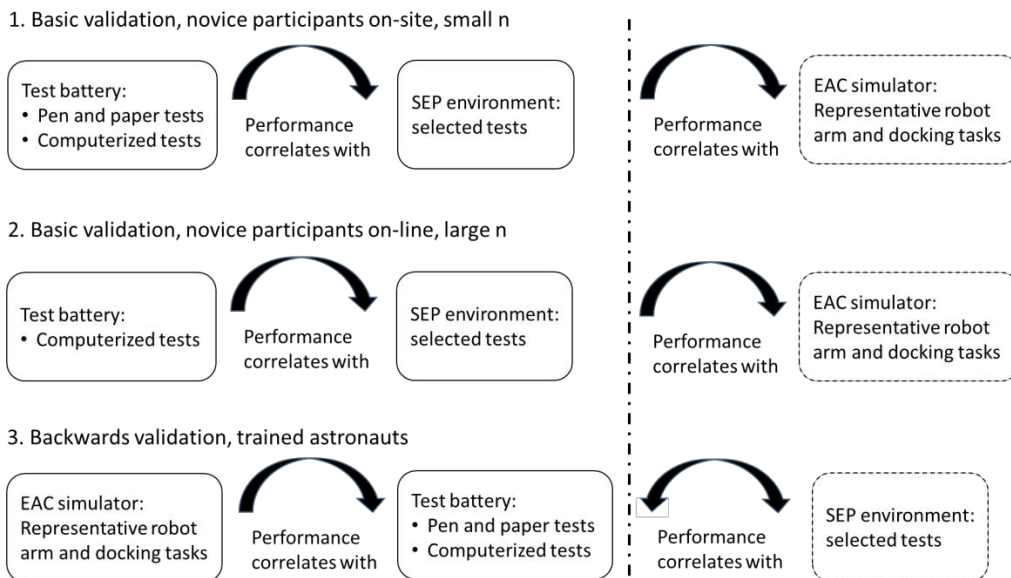 1. Basic validation, novice participants on-site, small n
Test battery:
• Pen and paper tests
• Computerized tests
Performance
correlates with
SEP environment:
selected tests
Performance
correlates with
EAC simulator:
Representative robot
arm and docking tasks
2. Basic validation, novice participants on-line, large n
Test battery:
• Computerized tests
Performance
correlates with
SEP environment:
selected tests
Performance
correlates with
EAC simulator:
Representative robot
arm and docking tasks
3. Backwards validation, trained astronauts
EAC simulator:
Representative robot
arm and docking tasks
Performance
correlates with
Test battery:
• Pen and paper tests
• Computerized tests
Performance
correlates with
SEP environment:
selected tests